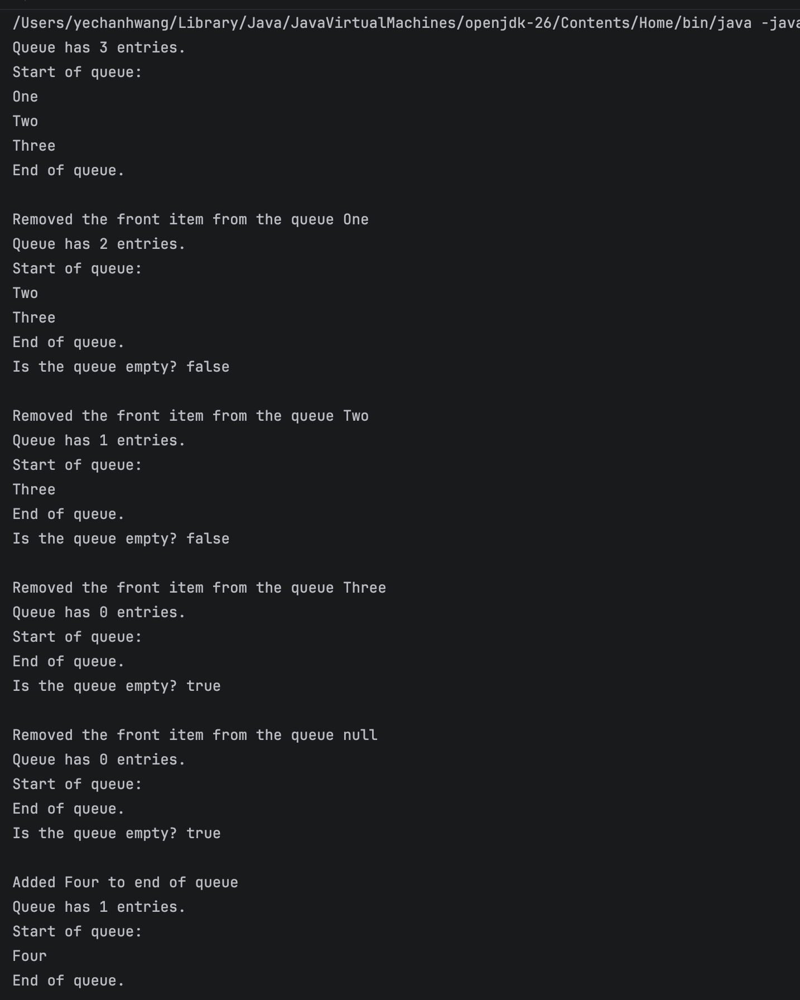 /Users/yechanhwang/Library/Java/JavaVirtualMachines/openjdk-26/Contents/Home/bin/java -java
Queue has 3 entries.
Start of queue:
One
Two
Three
End of queue.
Removed the front item from the queue One
Queue has 2 entries.
Start of queue:
Two
Three
End of queue.
Is the queue empty? false
Removed the front item from the queue Two
Queue has 1 entries.
Start of queue:
Three
End of queue.
Is the queue empty? false
Removed the front item from the queue Three
Queue has 0 entries.
Start of queue:
End of queue.
Is the queue empty? true
Removed the front item from the queue null
Queue has 0 entries.
Start of queue:
End of queue.
Is the queue empty? true
Added Four to end of queue
Queue has 1 entries.
Start of queue:
Four
End of queue.